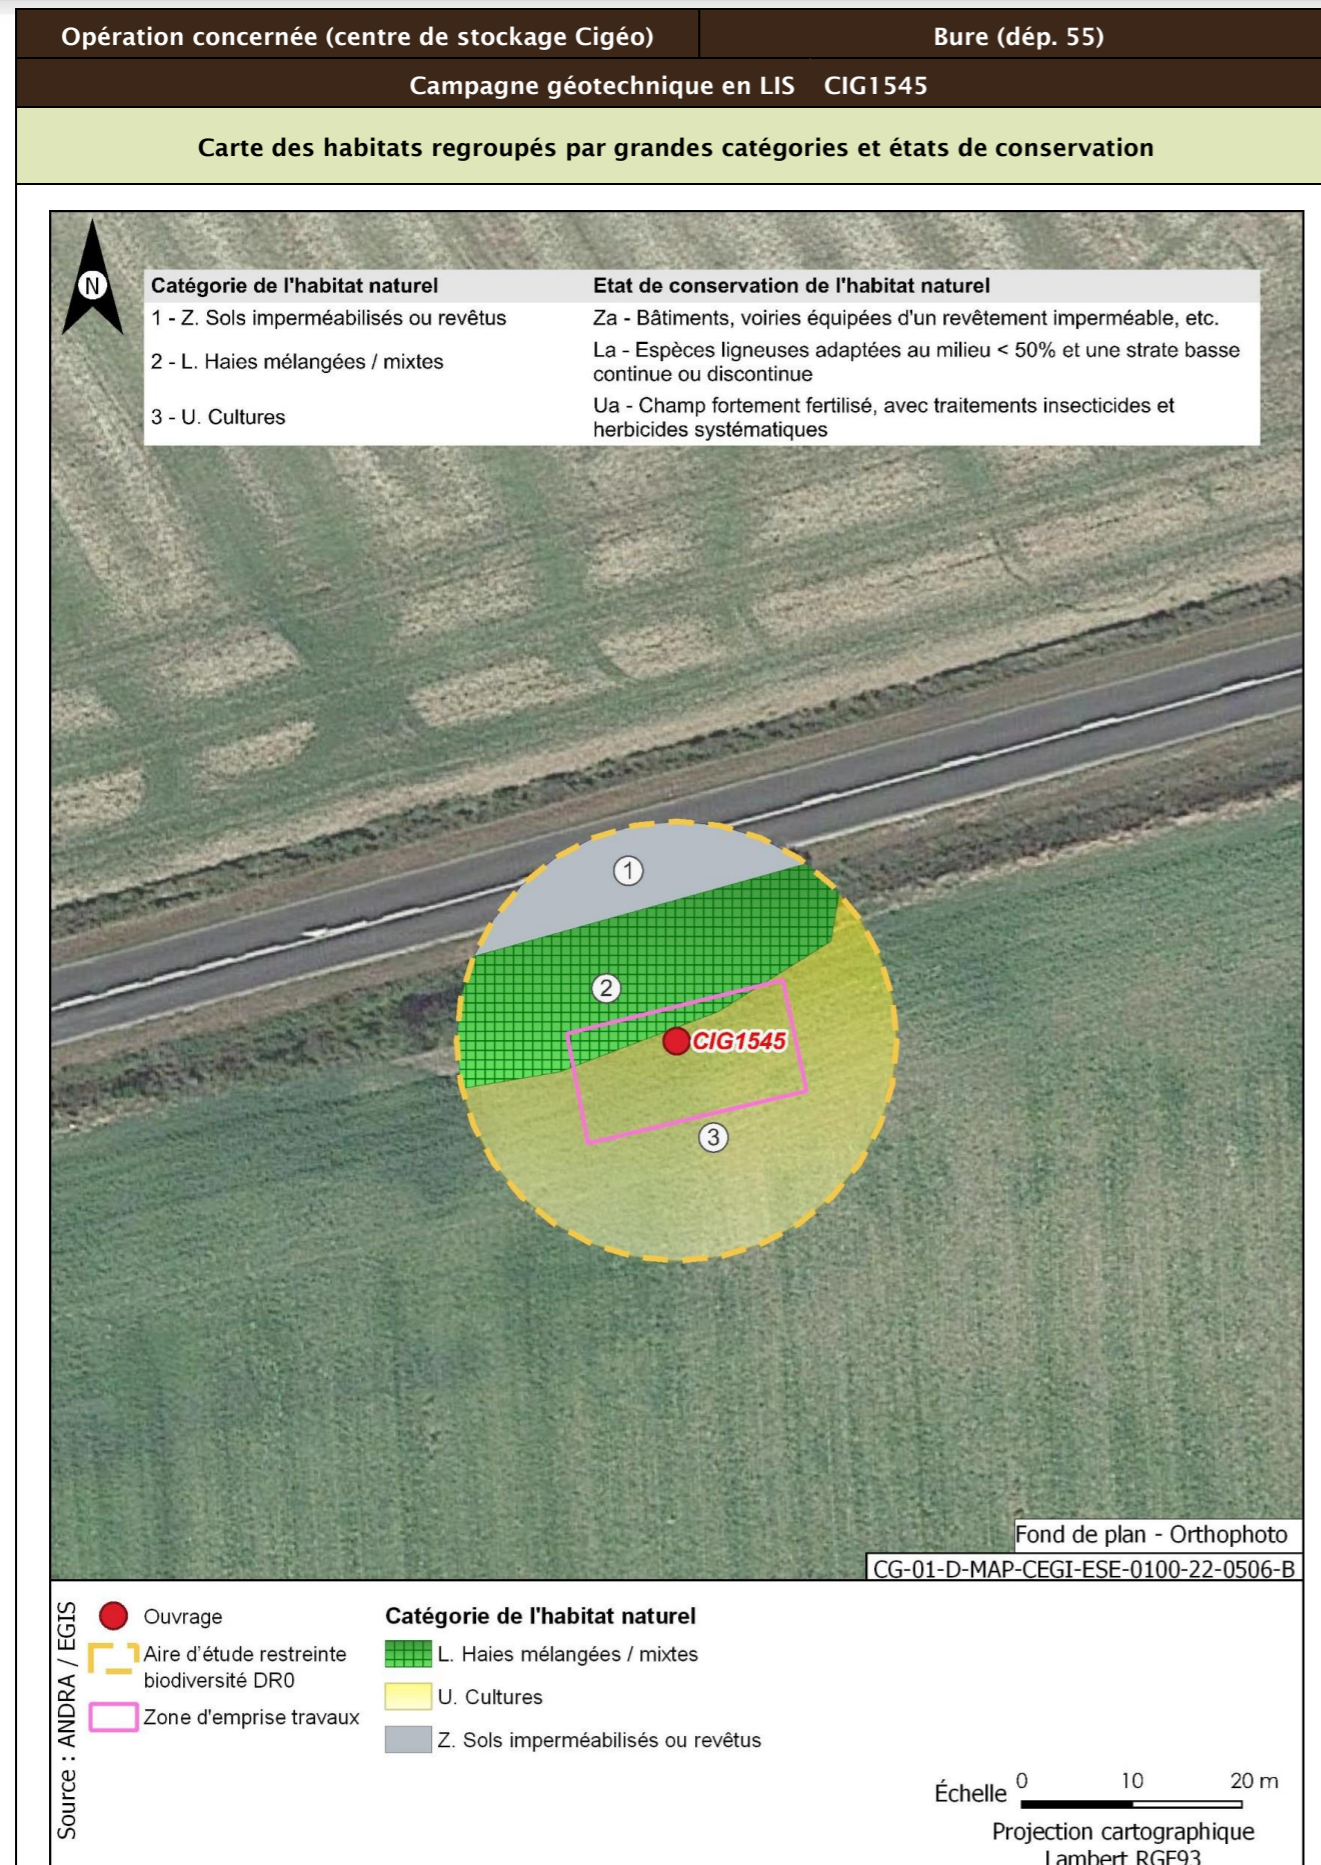 Opération concernée (centre de stockage Cigéo) Bure (dép. 55)
Campagne géotechnique en LIS CIG1545
Carte des habitats regroupés par grandes catégories et états de conservation
N
Catégorie de l'habitat naturel Etat de conservation de l'habitat naturel
1 - Z. Sols imperméabilisés ou revêtus Za - Bâtiments, voiries équipées d'un revêtement imperméable, etc.
2 - L. Haies mélangées / mixtes La - Espèces ligneuses adaptées au milieu < 50% et une strate basse
continue ou discontinue
3 - U. Cultures Ua - Champ fortement fertilisé, avec traitements insecticides et
herbicides systématiques
1
2
CIG1545
3
Fond de plan - Orthophoto
CG-01-D-MAP-CEGI-ESE-0100-22-0506-B
Source : ANDRA / EGIS
Ouvrage
Aire d'étude restreinte
biodiversité DR0
Zone d'emprise travaux
Catégorie de l'habitat naturel
L. Haies mélangées / mixtes
U. Cultures
Z. Sols imperméabilisés ou revêtus
Échelle 0 10 20 m
Projection cartographique
Lambert RGF93